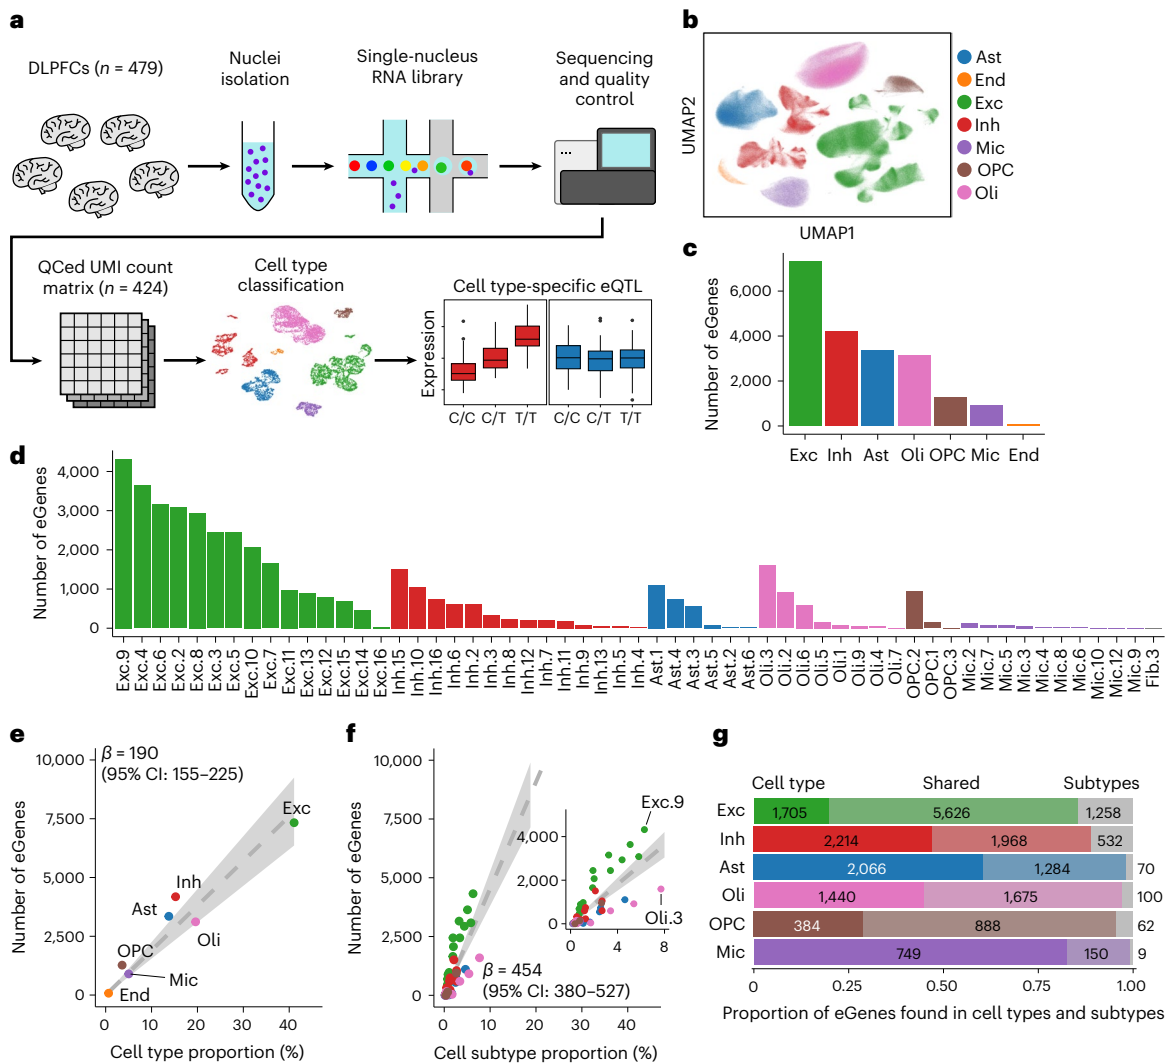 a
DLPFCs (n = 479)
Nuclei
isolation
Single-nucleus
RNA library
Sequencing
and quality
control
QCed UMI count
matrix (n = 424)
Cell type
classification
Cell type-specific eQTL
Expression
C/C C/T T/T C/C C/T T/T
b
UMAP2
UMAP1
Ast
End
Exc
Inh
Mic
OPC
Oli
c
Number of eGenes
6,000
4,000
2,000
0
Exc Inh Ast Oli OPC Mic End
d
Number of eGenes
4,000
3,000
2,000
1,000
0
Exc.9 Exc.4 Exc.6 Exc.2 Exc.8 Exc.3 Exc.5 Exc.10 Exc.7 Exc.11 Exc.13 Exc.12 Exc.15 Exc.14 Exc.16 Inh.15 Inh.10 Inh.16 Inh.6 Inh.2 Inh.3 Inh.8 Inh.12 Inh.7 Inh.11 Inh.9 Inh.13 Inh.5 Inh.4 Ast.1 Ast.4 Ast.3 Ast.5 Ast.2 Ast.6 Oli.3 Oli.2 Oli.6 Oli.5 Oli.1 Oli.9 Oli.4 Oli.7 OPC.2 OPC.1 OPC.3 Mic.2 Mic.7 Mic.5 Mic.3 Mic.4 Mic.8 Mic.6 Mic.10 Mic.12 Mic.9 Fib.3
e
β = 190
(95% CI: 155–225)
Number of eGenes
10,000
7,500
5,000
2,500
0
Exc
Inh
Ast
Oli
OPC
Mic
End
0 10 20 30 40
Cell type proportion (%)
f
Number of eGenes
10,000
7,500
5,000
2,500
0
Exc.9
4,000
2,000
0
Oli.3
0 4 8
β = 454
(95% CI: 380–527)
0 10 20 30 40
Cell subtype proportion (%)
g
Cell type Shared Subtypes
Exc 1,705 5,626 1,258
Inh 2,214 1,968 532
Ast 2,066 1,284 70
Oli 1,440 1,675 100
OPC 384 888 62
Mic 749 150 9
0 0.25 0.50 0.75 1.00
Proportion of eGenes found in cell types and subtypes